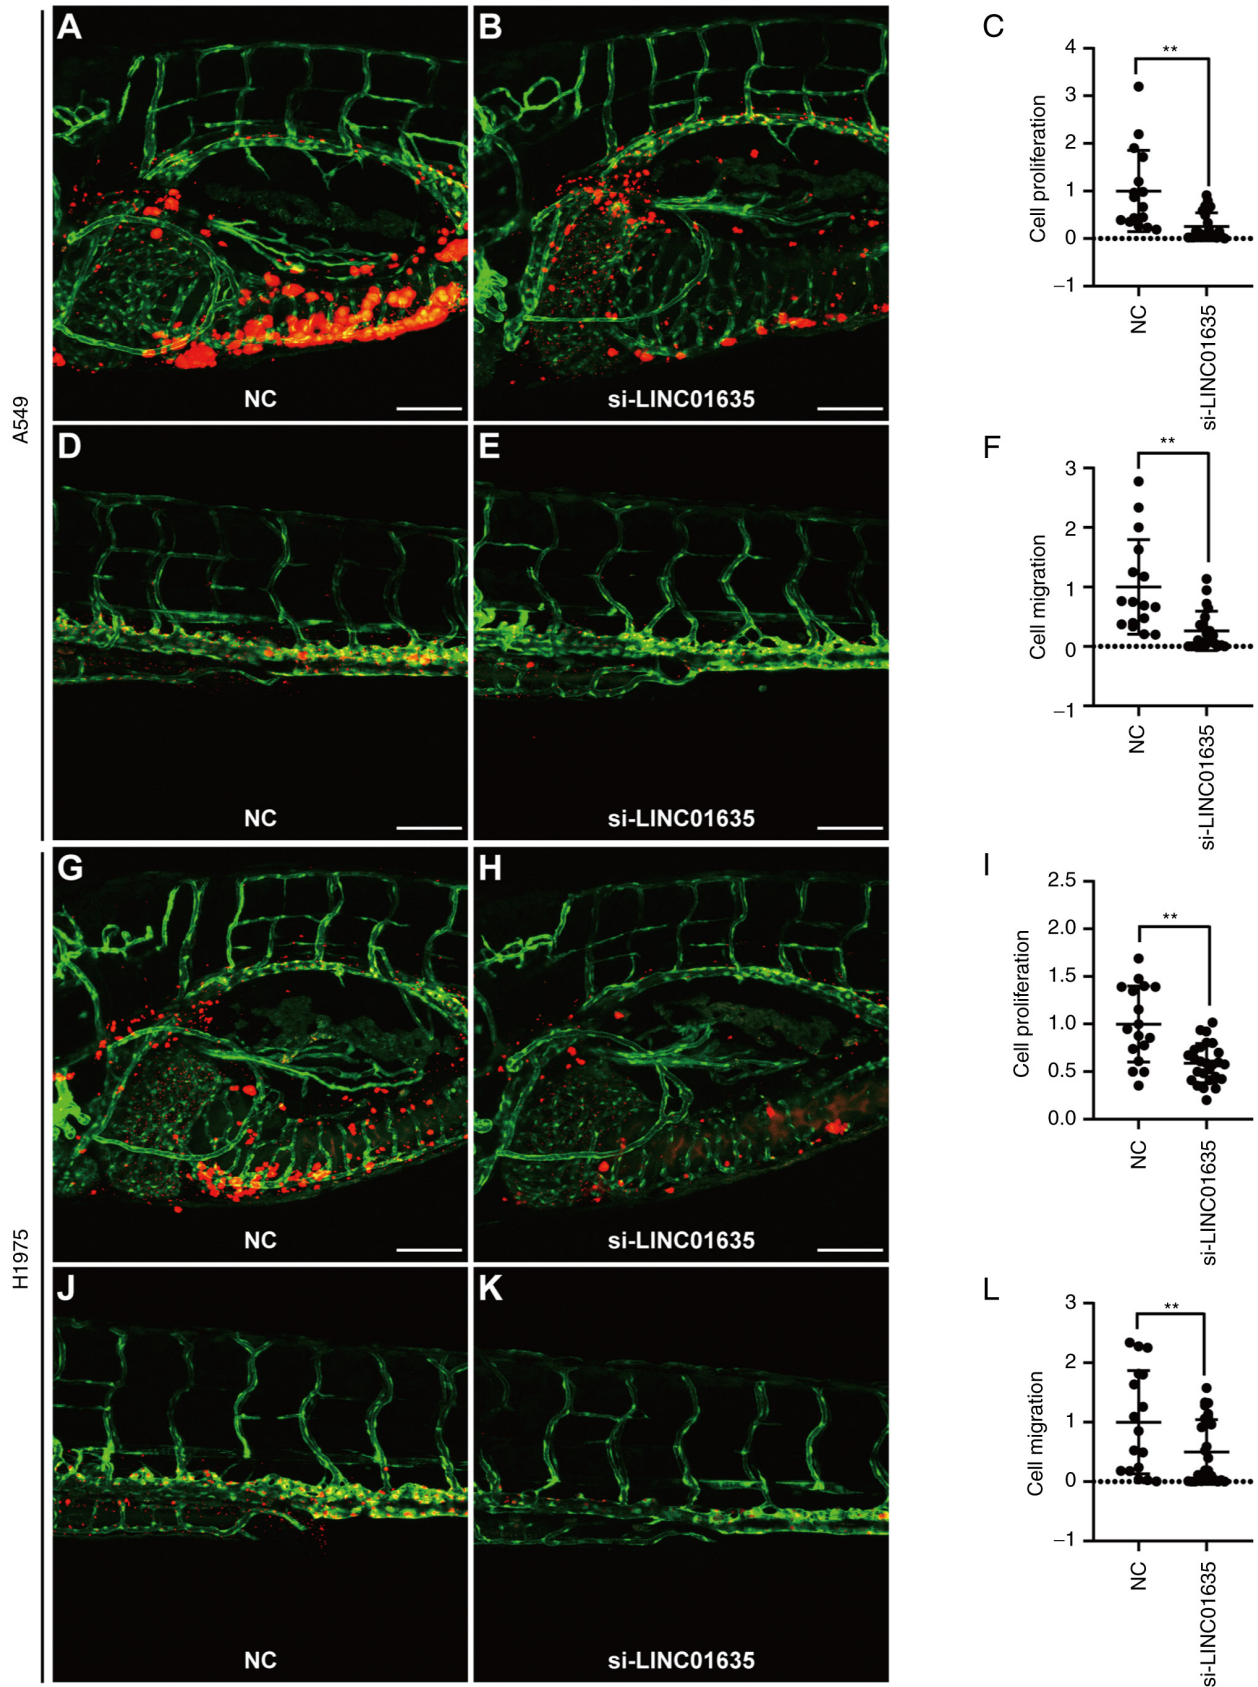 A549
A
NC
B
si-LINC01635
C
4
3
2
1
0
−1
Cell proliferation
**
NC
si-LINC01635
D
NC
E
si-LINC01635
F
3
2
1
0
−1
Cell migration
**
NC
si-LINC01635
H1975
G
NC
H
si-LINC01635
I
2.5
2.0
1.5
1.0
0.5
0.0
Cell proliferation
**
NC
si-LINC01635
J
NC
K
si-LINC01635
L
3
2
1
0
−1
Cell migration
**
NC
si-LINC01635